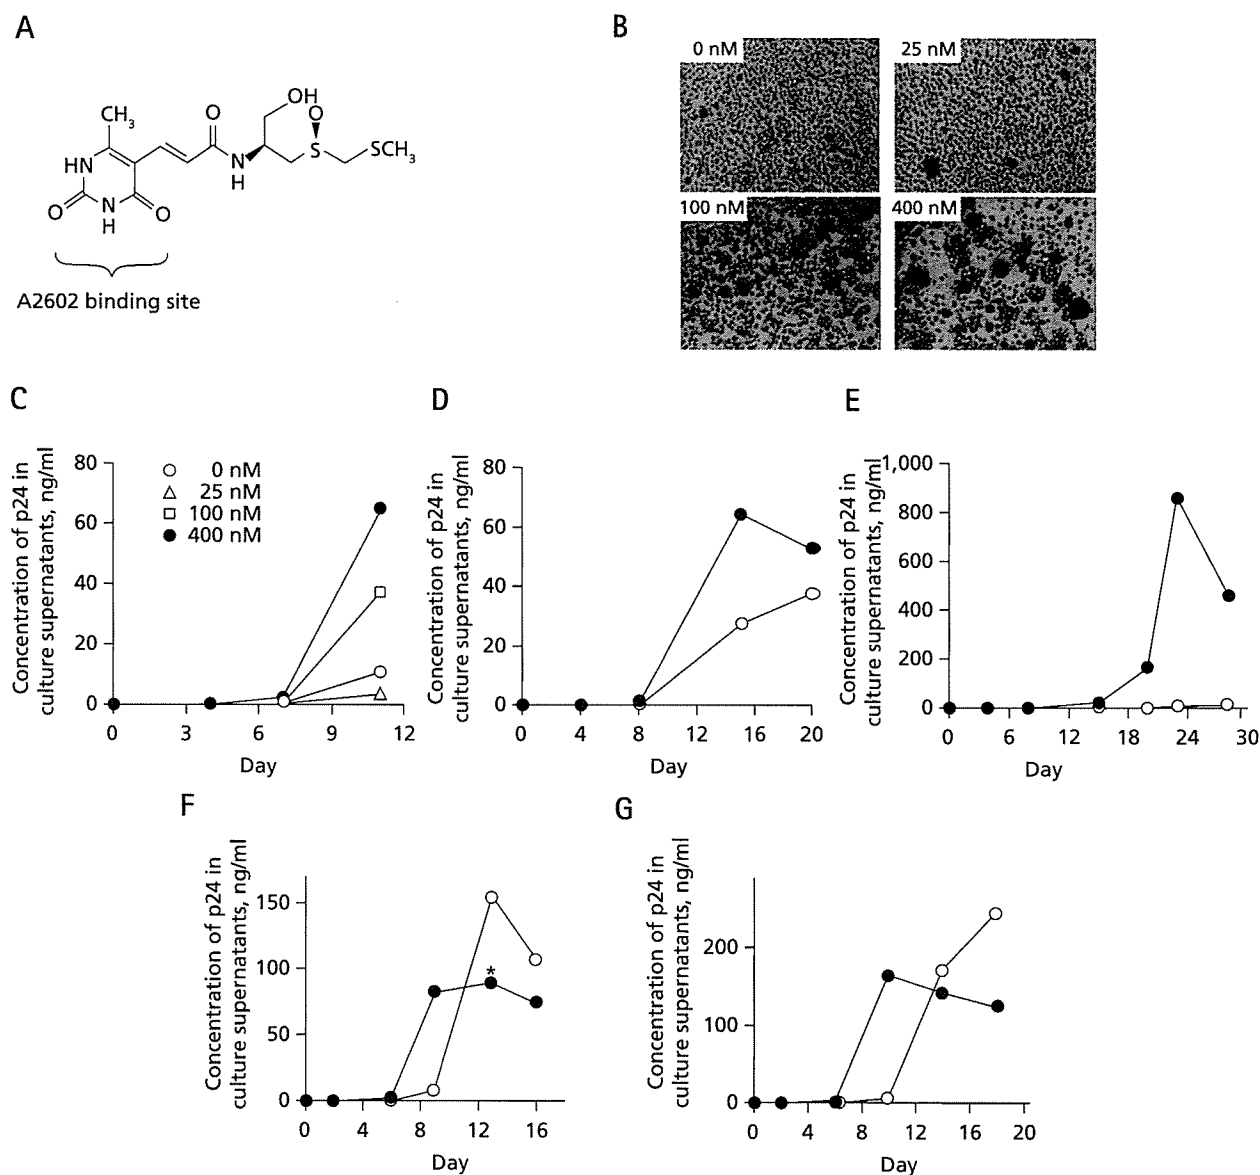 A
OH
O
O
CH₃
S
SCH₃
HN
N
H
O
N
H
O
A2602 binding site
B
0 nM
25 nM
100 nM
400 nM
C
Concentration of p24 in
culture supernatants, ng/ml
80
60
40
20
0
0 nM
25 nM
100 nM
400 nM
0 3 6 9 12
Day
D
Concentration of p24 in
culture supernatants, ng/ml
80
60
40
20
0
0 4 8 12 16 20
Day
E
Concentration of p24 in
culture supernatants, ng/ml
1,000
800
600
400
200
0
0 6 12 18 24 30
Day
F
Concentration of p24 in
culture supernatants, ng/ml
150
100
50
0
*
0 4 8 12 16
Day
G
Concentration of p24 in
culture supernatants, ng/ml
200
100
0
0 4 8 12 16 20
Day